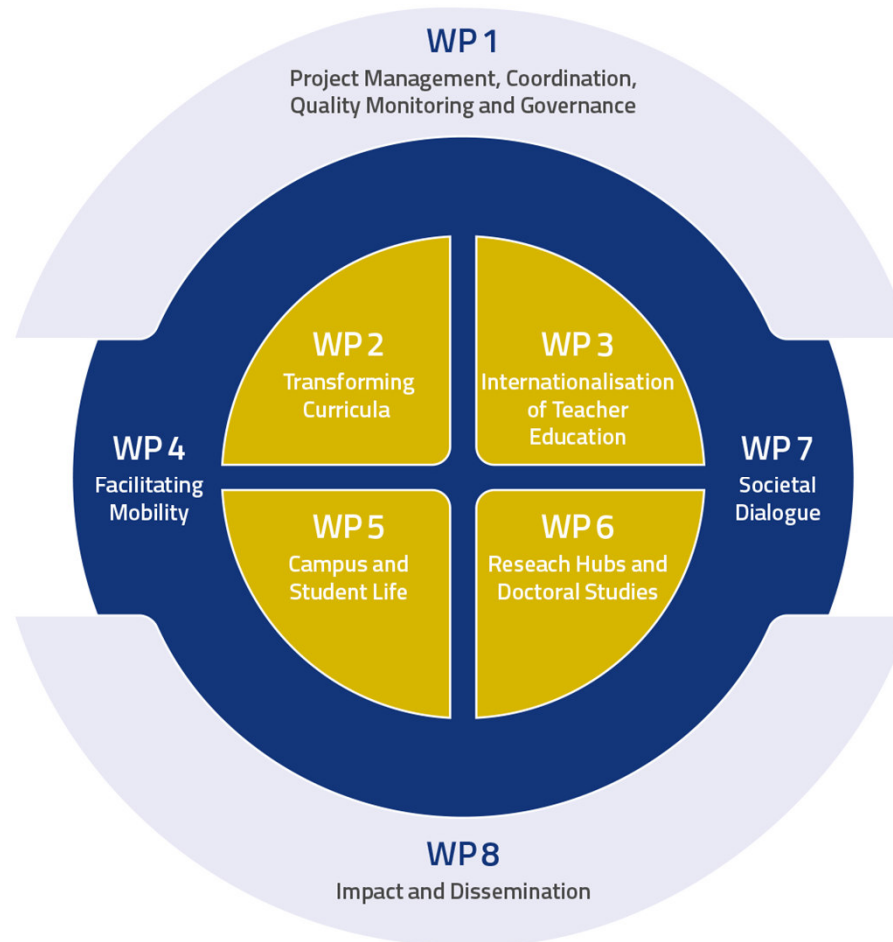 WP 1
Project Management, Coordination,
Quality Monitoring and Governance
WP 2
Transforming
Curricula
WP 3
Internationalisation
of Teacher
Education
WP 4
Facilitating
Mobility
WP 7
Societal
Dialogue
WP 5
Campus and
Student Life
WP 6
Reseach Hubs and
Doctoral Studies
WP 8
Impact and Dissemination